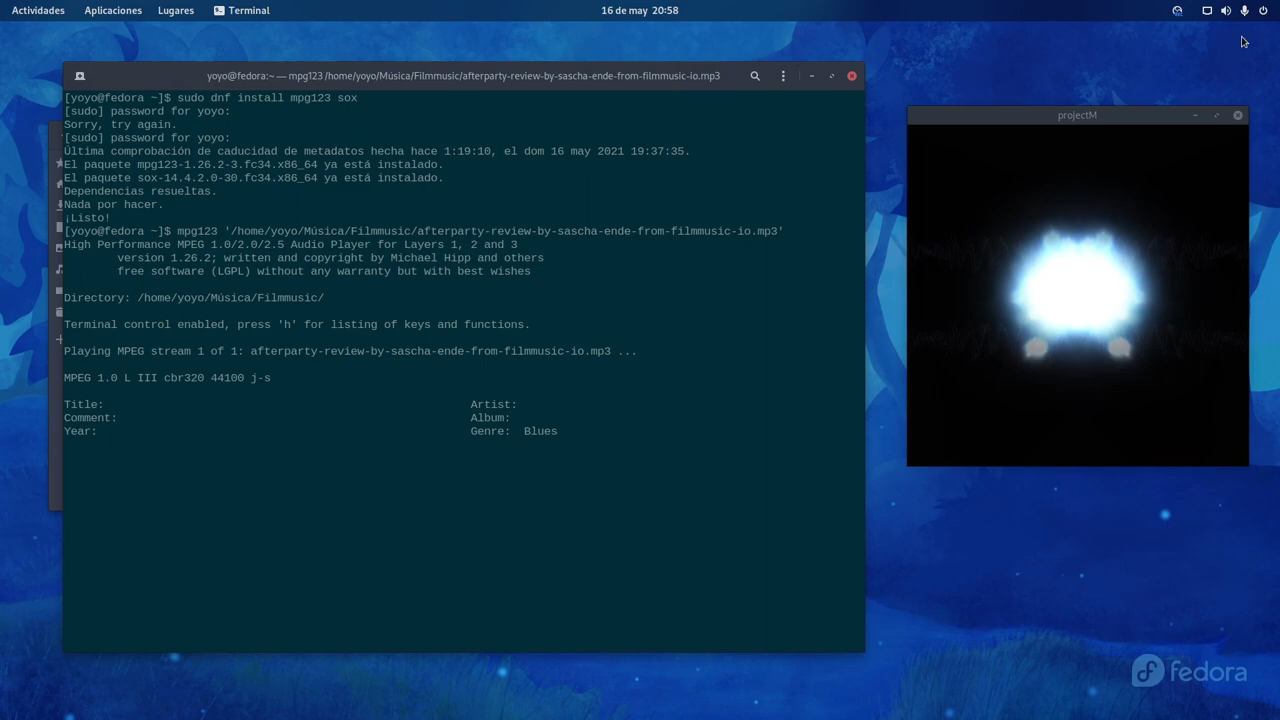 Actividades Aplicaciones Lugares Terminal 16 de may 20:58
yoyo@fedora:~ — mpg123 /home/yoyo/Música/Filmmusic/afterparty-review-by-sascha-ende-from-filmmusic-io.mp3
[yoyo@fedora ~]$ sudo dnf install mpg123 sox
[sudo] password for yoyo:
Sorry, try again.
[sudo] password for yoyo:
Última comprobación de caducidad de metadatos hecha hace 1:19:10, el dom 16 may 2021 19:37:35.
El paquete mpg123-1.26.2-3.fc34.x86_64 ya está instalado.
El paquete sox-14.4.2.0-30.fc34.x86_64 ya está instalado.
Dependencias resueltas.
Nada por hacer.
¡Listo!
[yoyo@fedora ~]$ mpg123 '/home/yoyo/Música/Filmmusic/afterparty-review-by-sascha-ende-from-filmmusic-io.mp3'
High Performance MPEG 1.0/2.0/2.5 Audio Player for Layers 1, 2 and 3
version 1.26.2; written and copyright by Michael Hipp and others
free software (LGPL) without any warranty but with best wishes
Directory: /home/yoyo/Música/Filmmusic/
Terminal control enabled, press 'h' for listing of keys and functions.
Playing MPEG stream 1 of 1: afterparty-review-by-sascha-ende-from-filmmusic-io.mp3 ...
MPEG 1.0 L III cbr320 44100 j-s
Title: Artist:
Comment: Album:
Year: Genre: Blues
projectM
fedora